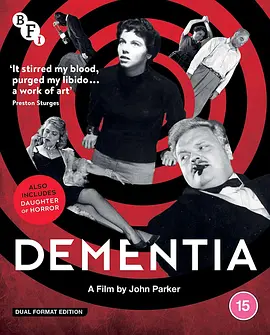 BFI
'It stirred my blood,
purged my libido...
a work of art'
Preston Sturges
ALSO
INCLUDES
DAUGHTER
OF HORROR
DEMENTIA
A Film by John Parker
DUAL FORMAT EDITION
15